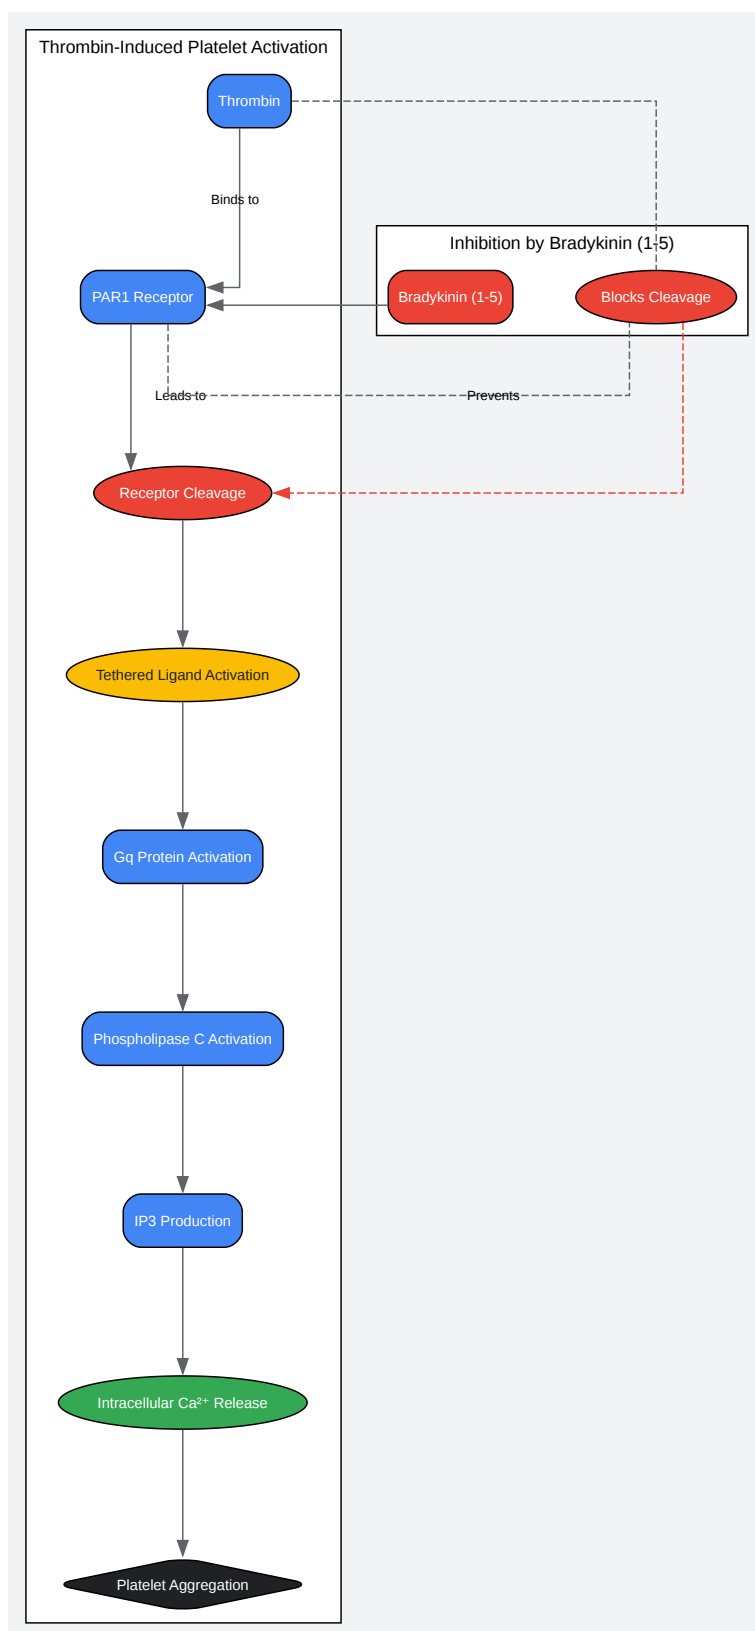 Thrombin-Induced Platelet Activation
Thrombin
Binds to
Inhibition by Bradykinin (1-5)
PAR1 Receptor
Bradykinin (1-5)
Blocks Cleavage
Leads to
Prevents
Receptor Cleavage
Tethered Ligand Activation
Gq Protein Activation
Phospholipase C Activation
IP3 Production
Intracellular Ca²⁺ Release
Platelet Aggregation